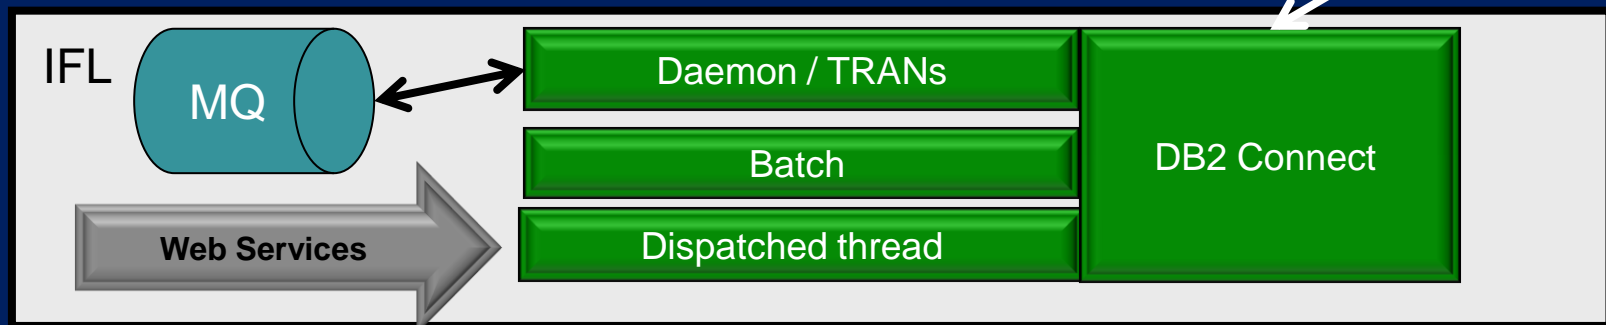 IFL
MQ
Daemon / TRANs
Batch
DB2 Connect
Web Services
Dispatched thread